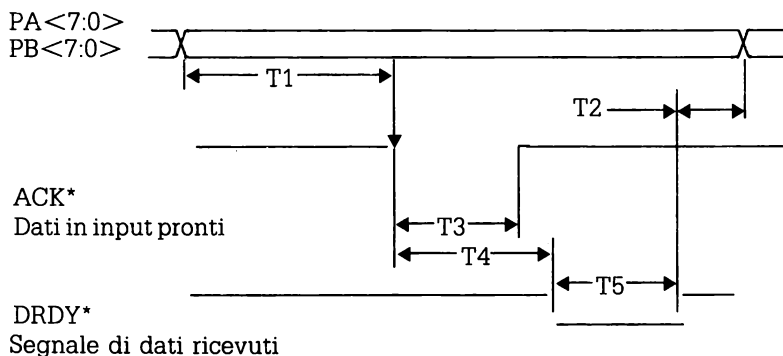 PA<7:0>
PB<7:0>
T1
T2
ACK*
Dati in input pronti
T3
T4
T5
DRDY*
Segnale di dati ricevuti